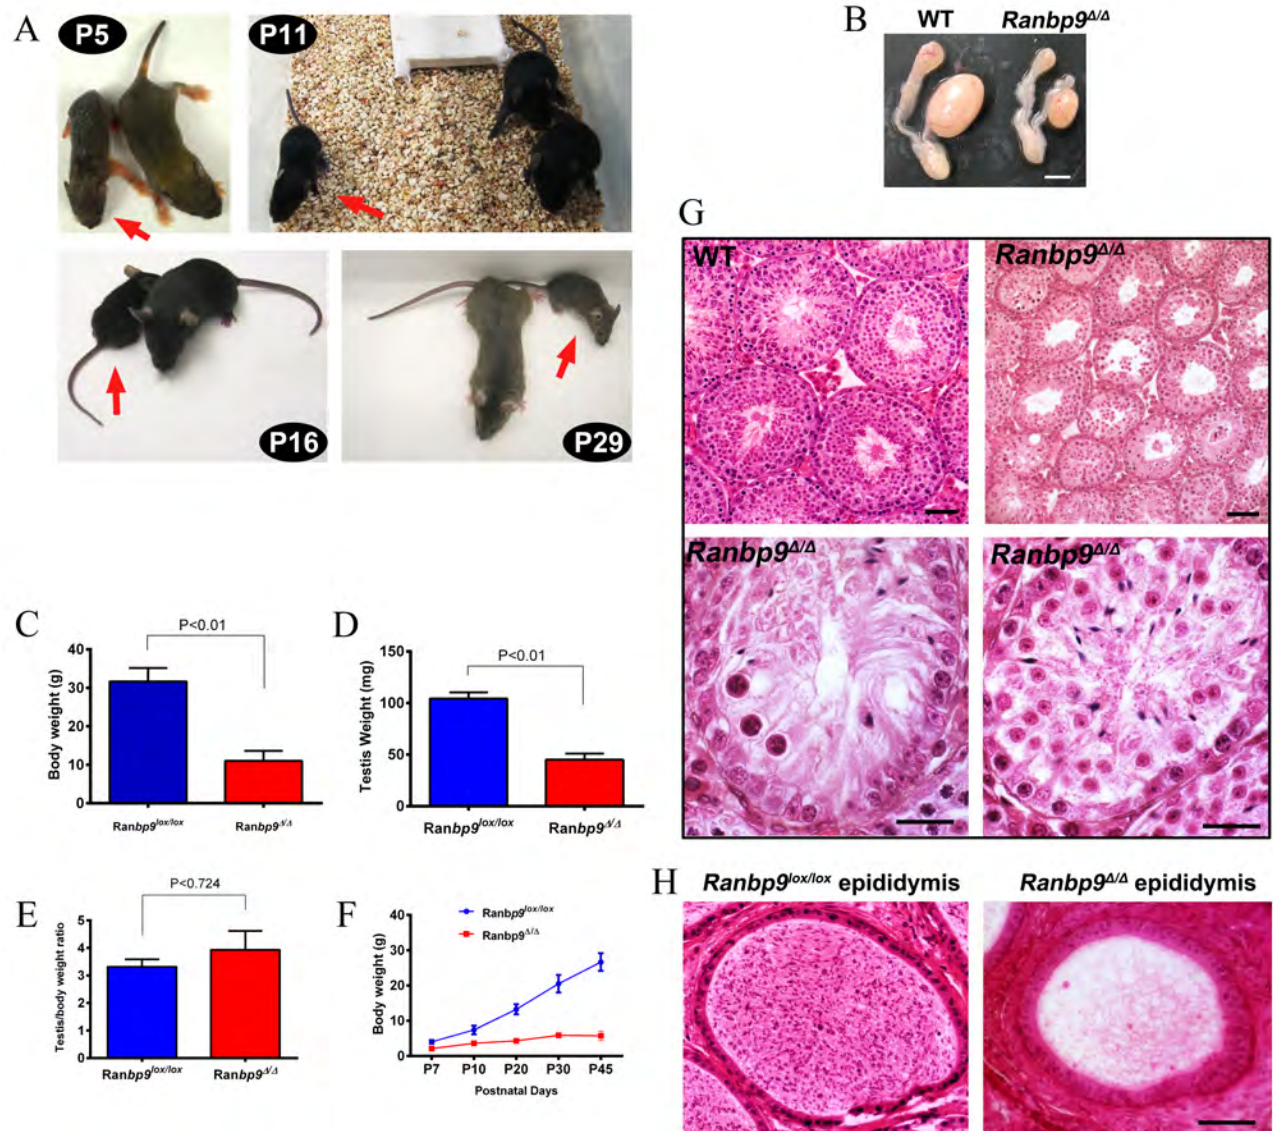 A
P5
P11
P16
P29
B
WT Ranbp9Δ/Δ
G
WT
Ranbp9Δ/Δ
Ranbp9Δ/Δ
Ranbp9Δ/Δ
C
P<0.01
Body weight (g)
40
30
20
10
0
Ranbp9lox/lox
Ranbp9Δ/Δ
D
P<0.01
Testis Weight (mg)
150
100
50
0
Ranbp9lox/lox
Ranbp9Δ/Δ
E
P<0.724
Testis/body weight ratio
5
4
3
2
1
0
Ranbp9lox/lox
Ranbp9Δ/Δ
F
Ranbp9lox/lox
Ranbp9Δ/Δ
Body weight (g)
40
30
20
10
0
P7 P10 P20 P30 P45
Postnatal Days
H
Ranbp9lox/lox epididymis
Ranbp9Δ/Δ epididymis